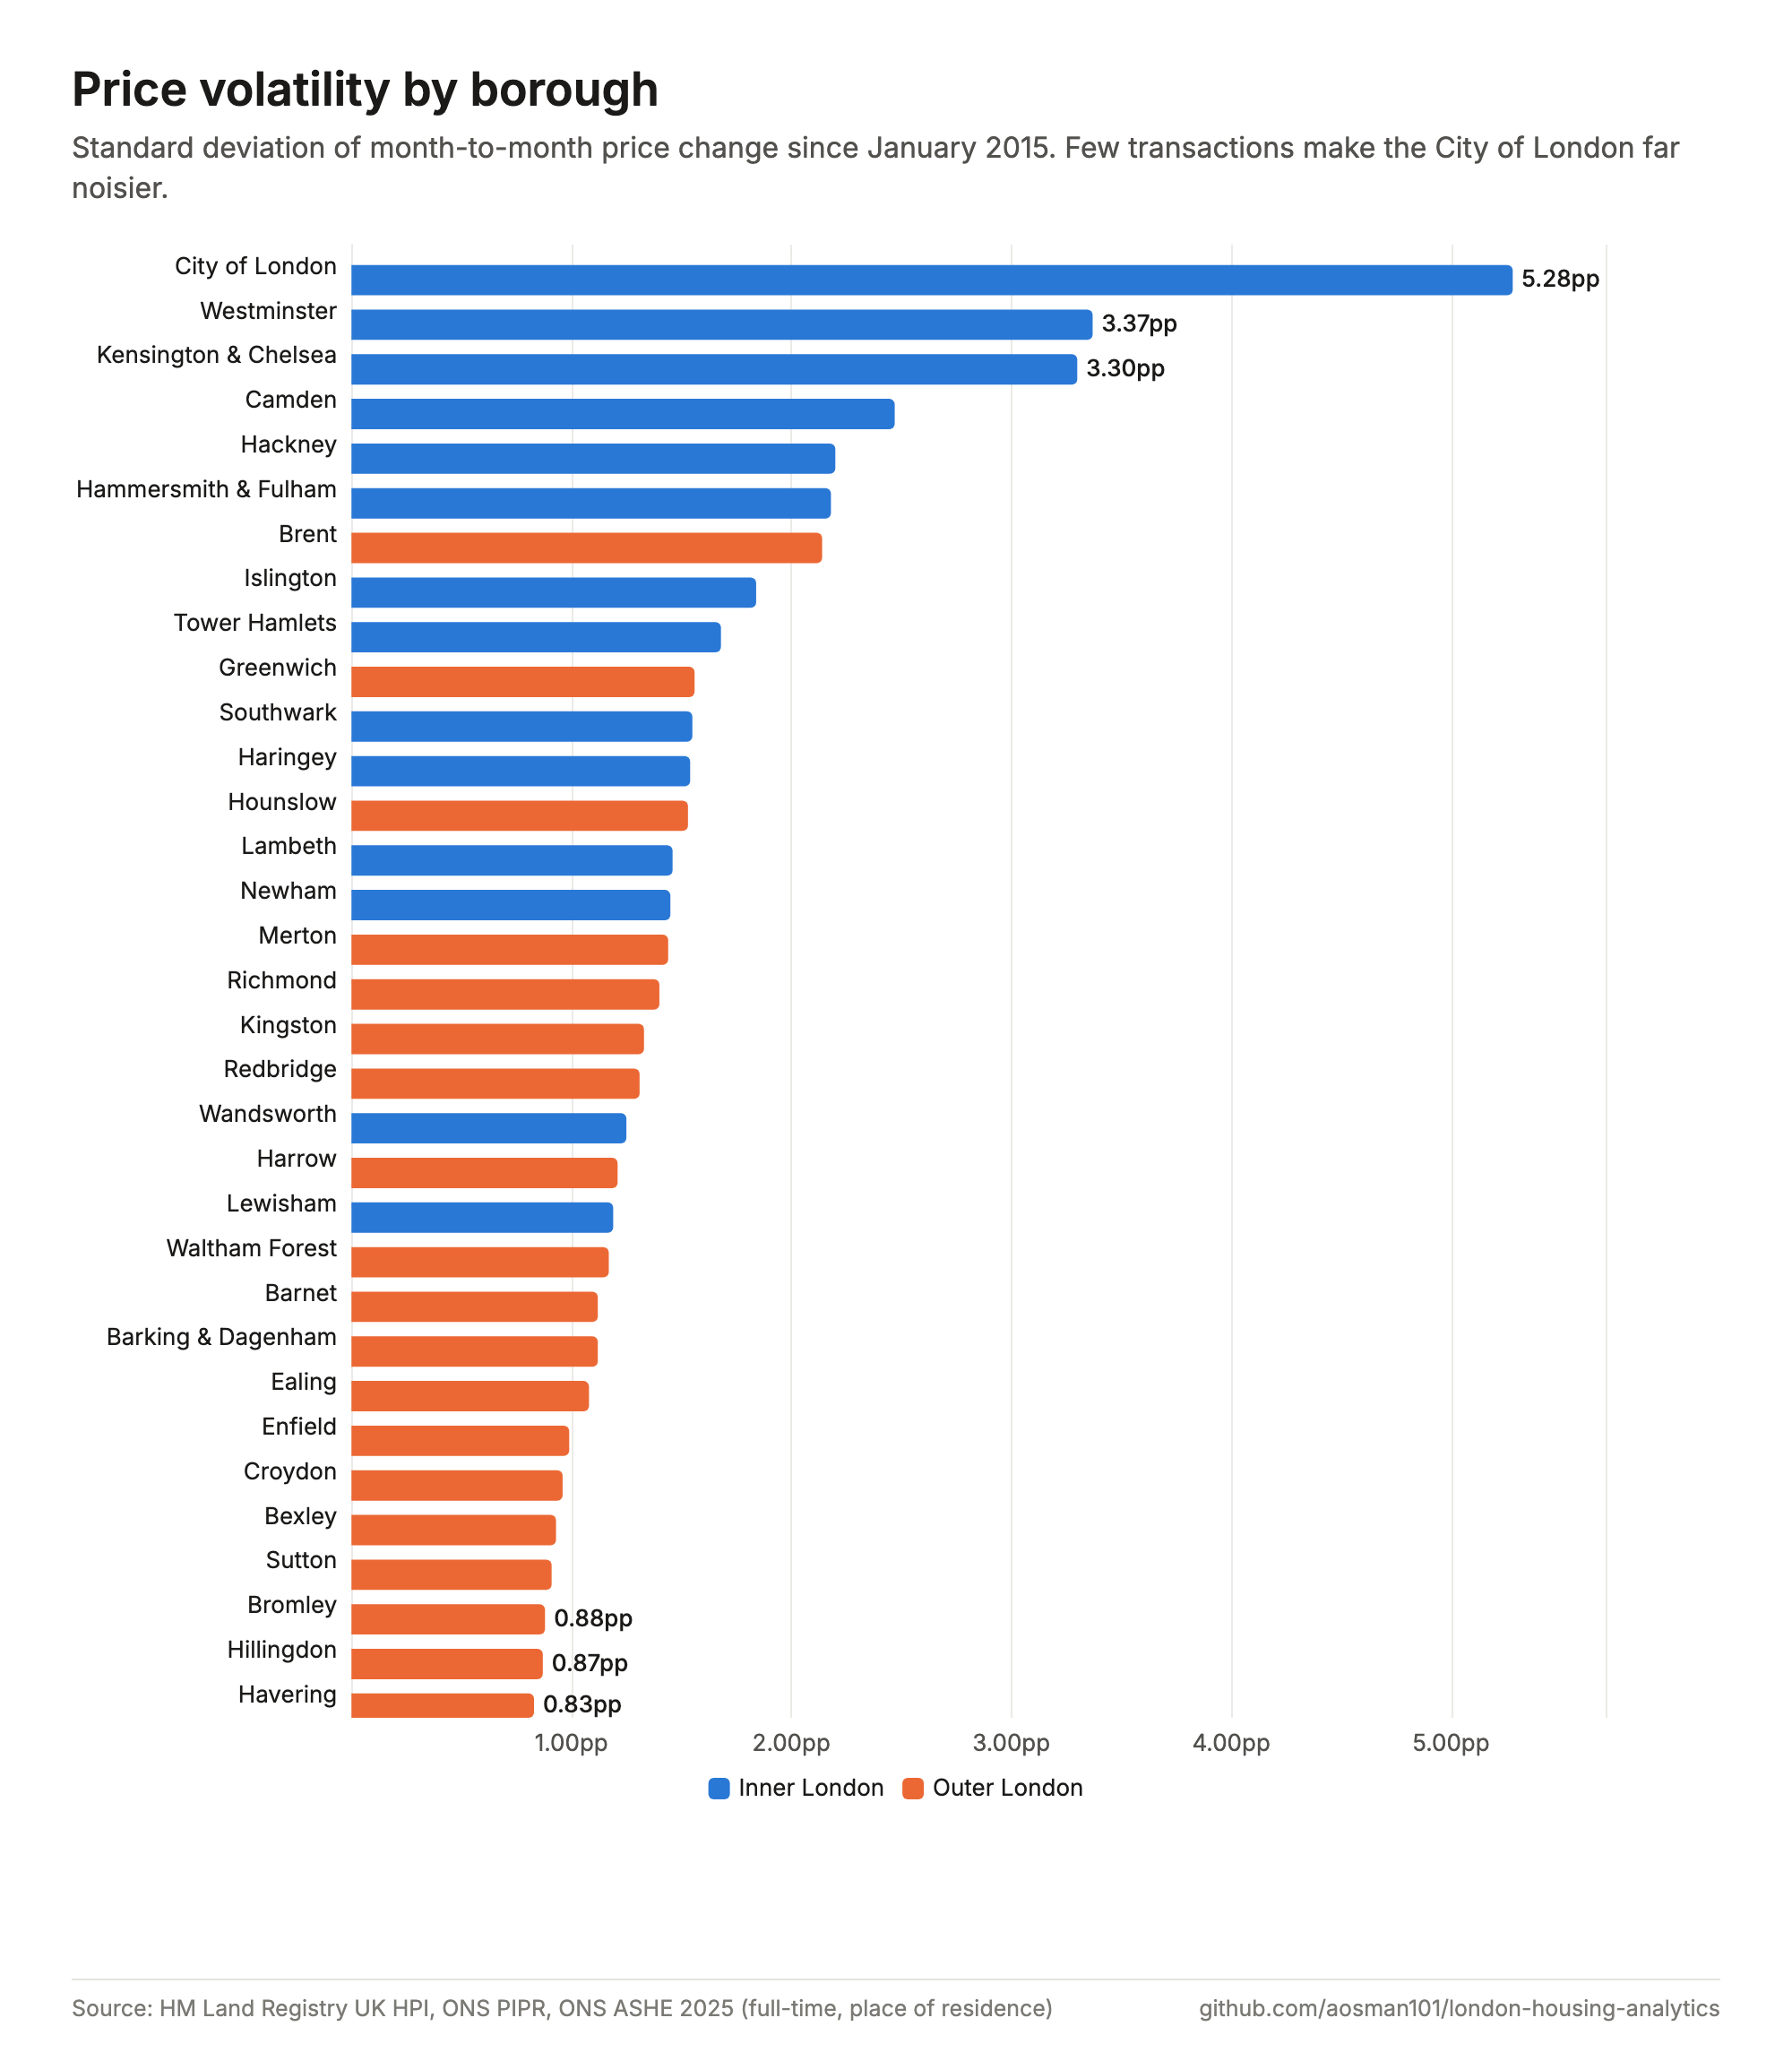 Price volatility by borough
Standard deviation of month-to-month price change since January 2015. Few transactions make the City of London far
noisier.
City of London 5.28pp
Westminster 3.37pp
Kensington & Chelsea 3.30pp
Camden
Hackney
Hammersmith & Fulham
Brent
Islington
Tower Hamlets
Greenwich
Southwark
Haringey
Hounslow
Lambeth
Newham
Merton
Richmond
Kingston
Redbridge
Wandsworth
Harrow
Lewisham
Waltham Forest
Barnet
Barking & Dagenham
Ealing
Enfield
Croydon
Bexley
Sutton
Bromley 0.88pp
Hillingdon 0.87pp
Havering 0.83pp
1.00pp 2.00pp 3.00pp 4.00pp 5.00pp
Inner London Outer London
Source: HM Land Registry UK HPI, ONS PIPR, ONS ASHE 2025 (full-time, place of residence) github.com/aosman101/london-housing-analytics